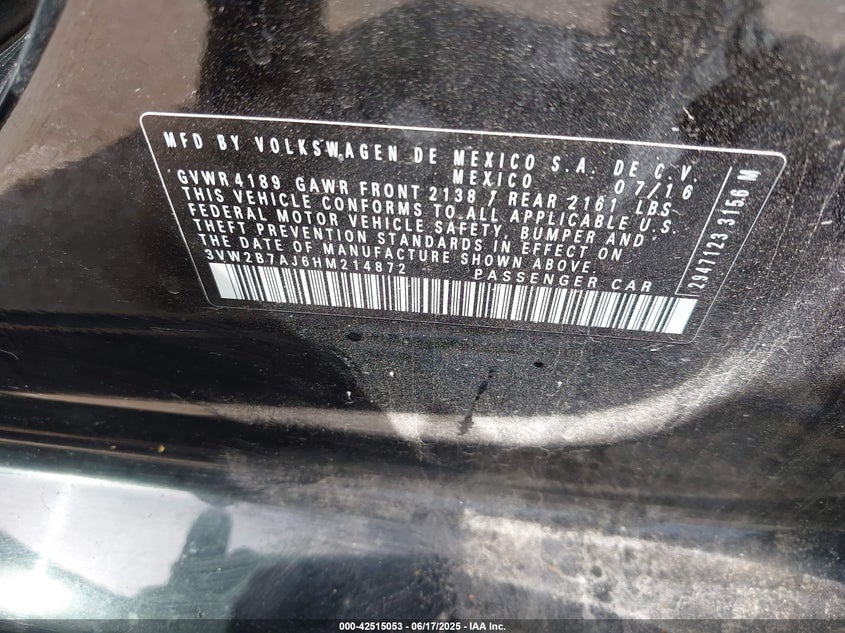 MFD BY VOLKSWAGEN DE MEXICO S.A. DE C.V.
MEXICO 07/16
GVWR 4189 GAWR FRONT 2138 / REAR 2161 LBS
THIS VEHICLE CONFORMS TO ALL APPLICABLE U.S.
FEDERAL MOTOR VEHICLE SAFETY, BUMPER AND
THEFT PREVENTION STANDARDS IN EFFECT ON
THE DATE OF MANUFACTURE SHOWN ABOVE.
3VW2B7AJ6HM214872 PASSENGER CAR
2947123 3156 M
000-42515053 - 06/17/2025 - IAA Inc.